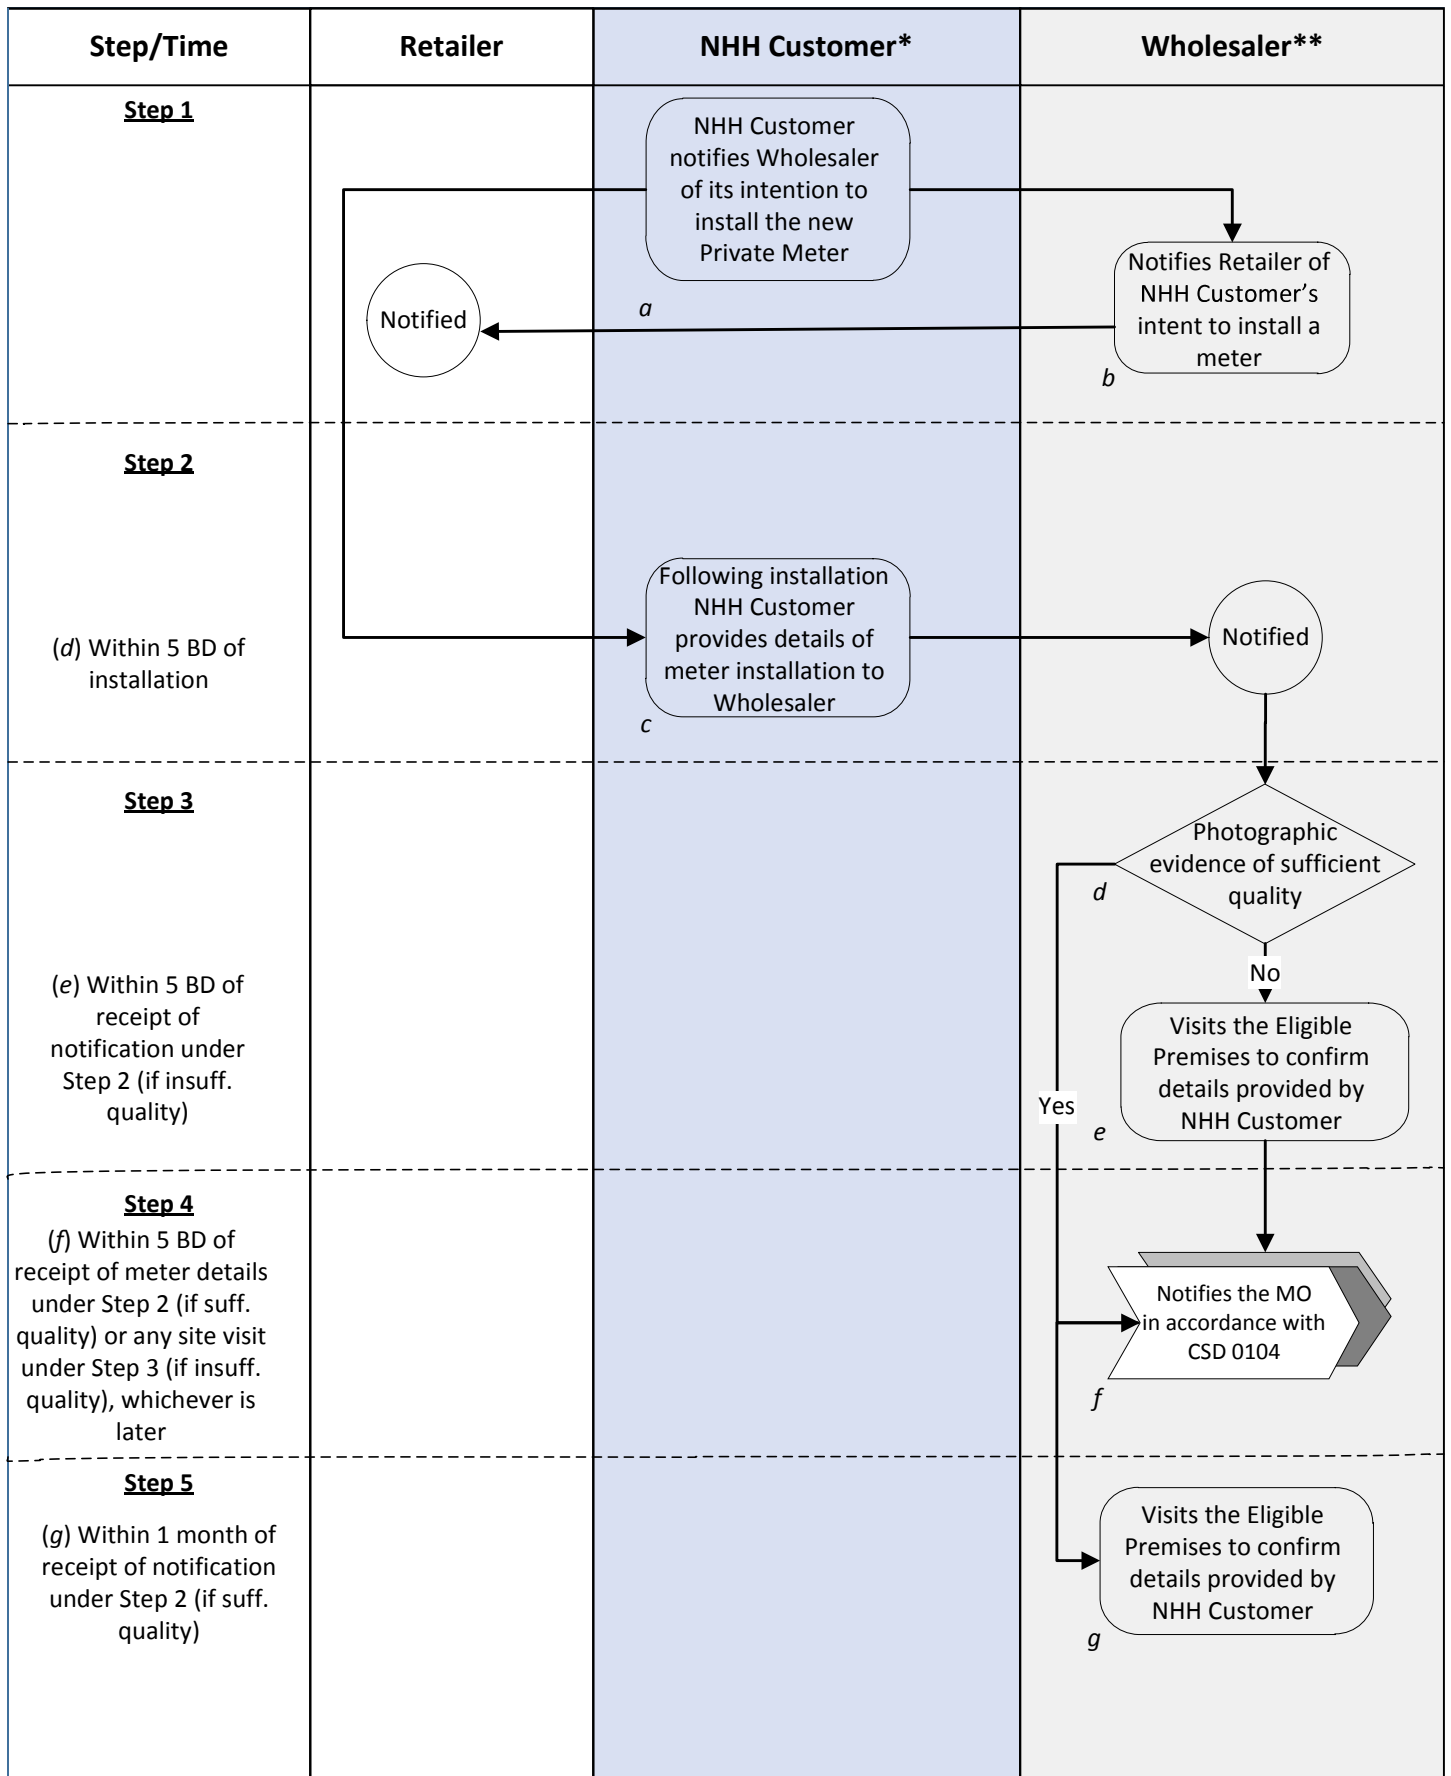 Step/Time
Retailer
NHH Customer*
Wholesaler**
Step 1
NHH Customer
notifies Wholesaler
of its intention to
install the new
Private Meter
a
Notifies Retailer of
NHH Customer's
intent to install a
meter
b
Notified
Step 2
(d) Within 5 BD of
installation
Following installation
NHH Customer
provides details of
meter installation to
Wholesaler
c
Notified
Step 3
Photographic
evidence of sufficient
quality
d
No
Yes
(e) Within 5 BD of
receipt of
notification under
Step 2 (if insuff.
quality)
Visits the Eligible
Premises to confirm
details provided by
NHH Customer
e
Step 4
(f) Within 5 BD of
receipt of meter details
under Step 2 (if suff.
quality) or any site visit
under Step 3 (if insuff.
quality), whichever is
later
Notifies the MO
in accordance with
CSD 0104
f
Step 5
(g) Within 1 month of
receipt of notification
under Step 2 (if suff.
quality)
Visits the Eligible
Premises to confirm
details provided by
NHH Customer
g